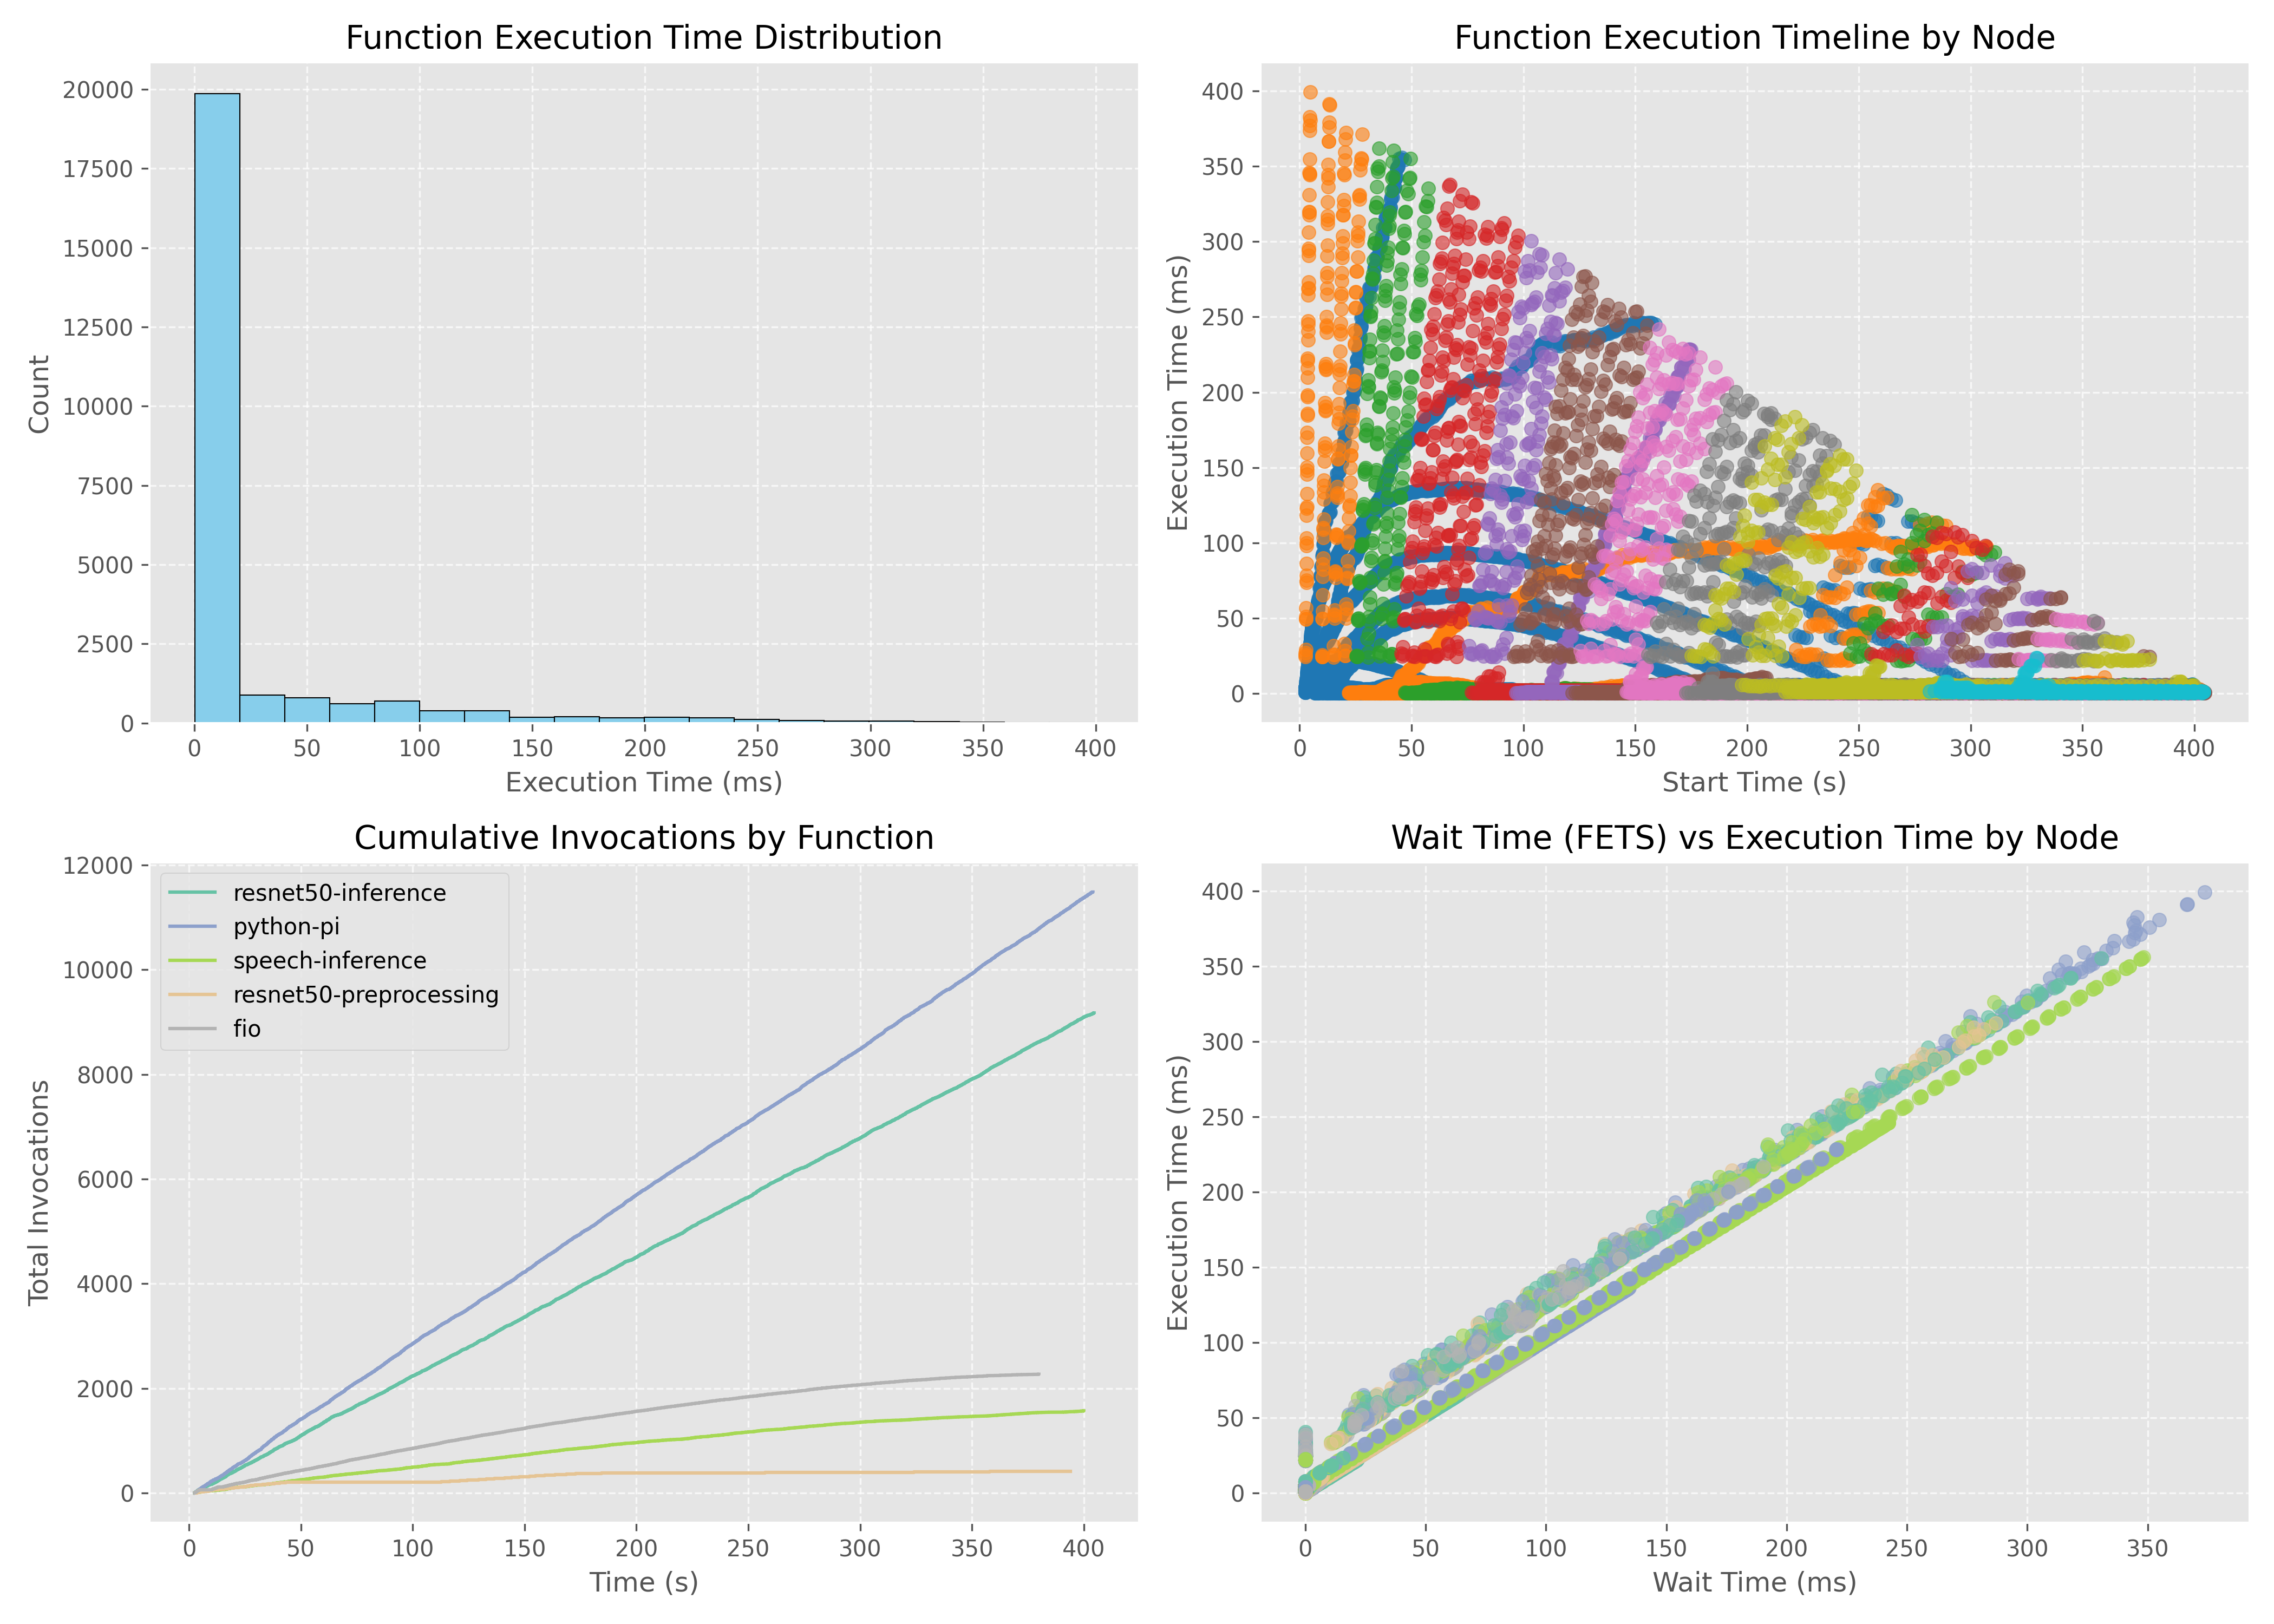 Function Execution Time Distribution
20000
17500
15000
12500
10000
7500
5000
2500
0
Count
0 50 100 150 200 250 300 350 400
Execution Time (ms)
Function Execution Timeline by Node
400
350
300
250
200
150
100
50
0
Execution Time (ms)
0 50 100 150 200 250 300 350 400
Start Time (s)
Cumulative Invocations by Function
12000
10000
8000
6000
4000
2000
0
Total Invocations
resnet50-inference
python-pi
speech-inference
resnet50-preprocessing
fio
0 50 100 150 200 250 300 350 400
Time (s)
Wait Time (FETS) vs Execution Time by Node
400
350
300
250
200
150
100
50
0
Execution Time (ms)
0 50 100 150 200 250 300 350
Wait Time (ms)